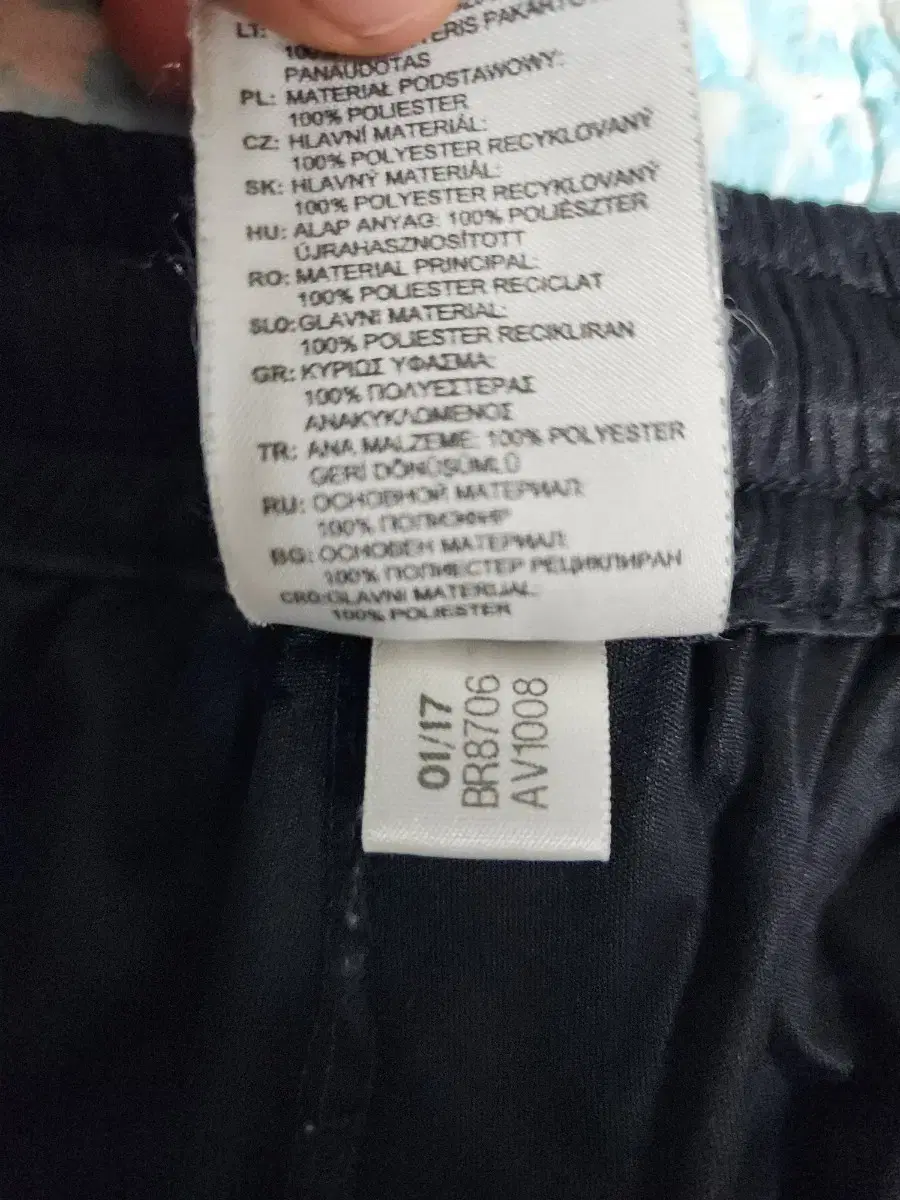 LT:
TERIS PAKARTO
PANAUDOTAS
PL: MATERIAŁ PODSTAWOWY:
100% POLIESTER
CZ: HLAVNÍ MATERIÁL:
100% POLYESTER RECYKLOVANÝ
SK: HLAVNÝ MATERIÁL:
100% POLYESTER RECYKLOVANÝ
HU: ALAP ANYAG: 100% POLIÉSZTER
ÚJRAHASZNOSÍTOTT
RO: MATERIAL PRINCIPAL:
100% POLIESTER RECICLAT
SLO: GLAVNI MATERIAL:
100% POLIESTER RECIKLIRAN
GR: ΚΥΡΙΩΣ ΥΦΑΣΜΑ:
100% ΠΟΛΥΕΣΤΕΡΑΣ
ΑΝΑΚΥΚΛΩΜΕΝΟΣ
TR: ANA MALZEME: 100% POLYESTER
GERİ DÖNÜŞÜMLÜ
RU: ОСНОВНОЙ МАТЕРИАЛ:
100% ПОЛИЭФИР
BG: ОСНОВЕН МАТЕРИАЛ:
100% ПОЛИЕСТЕР РЕЦИКЛИРАН
CRO: GLAVNI MATERIJAL:
100% POLIESTER
01/17
BR8706
AV1008